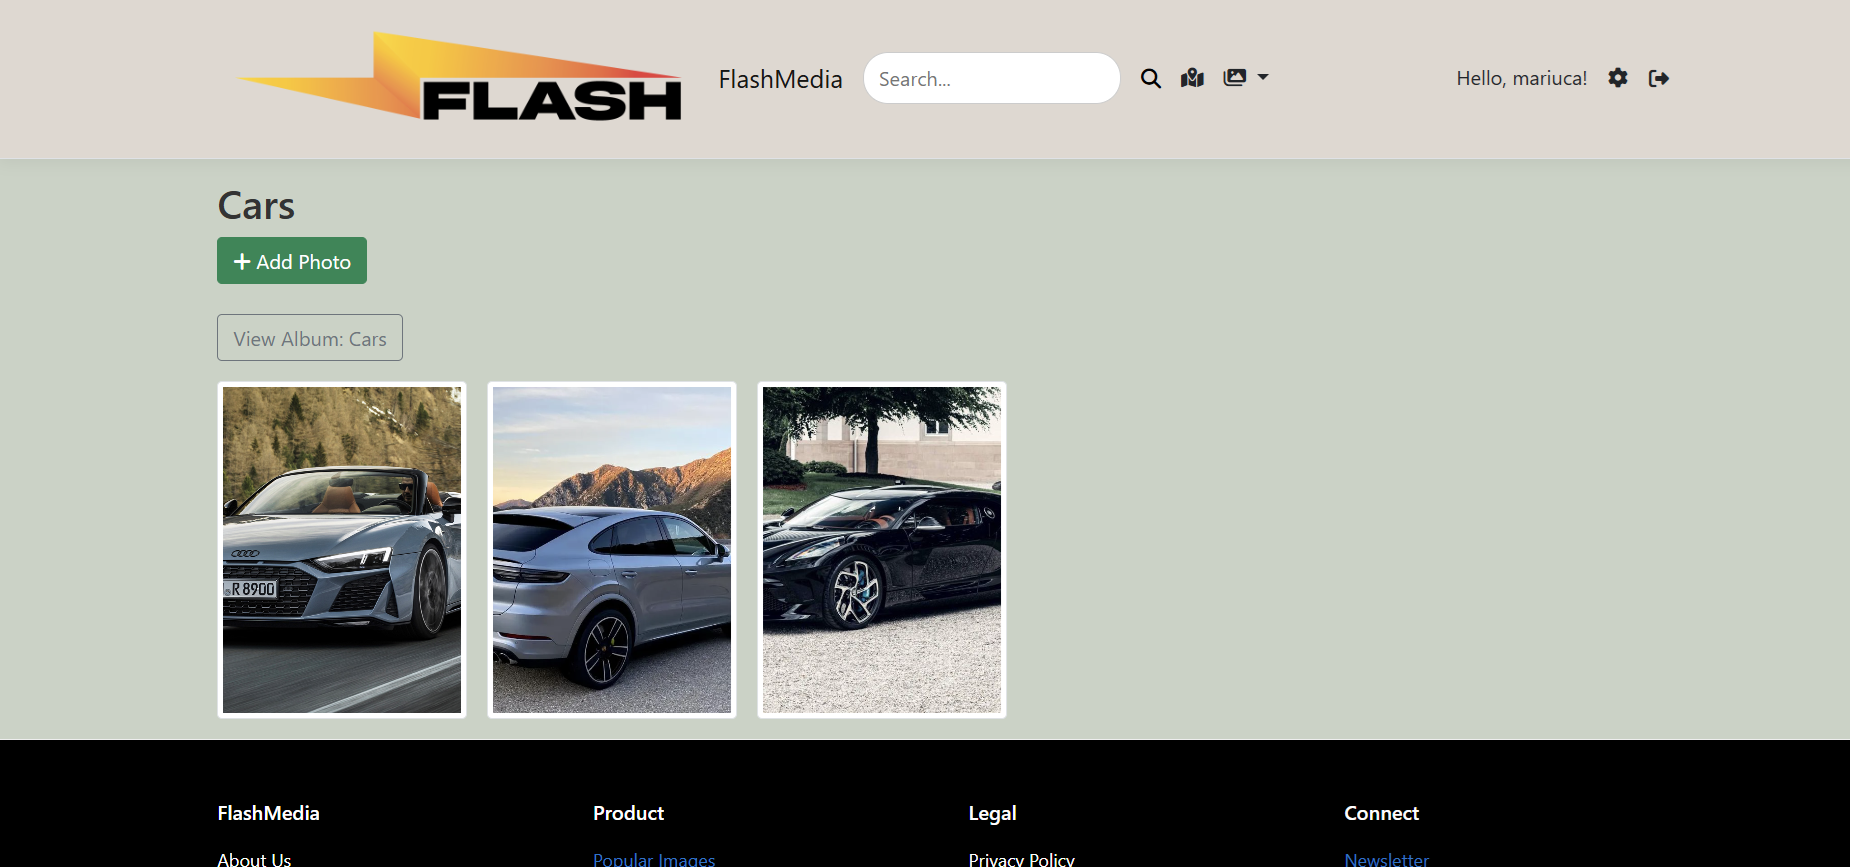 FLASH
FlashMedia
Search...
Hello, mariuca!
Cars
+ Add Photo
View Album: Cars
R 8900
FlashMedia
Product
Legal
Connect
About Us
Popular Images
Privacy Policy
Newsletter